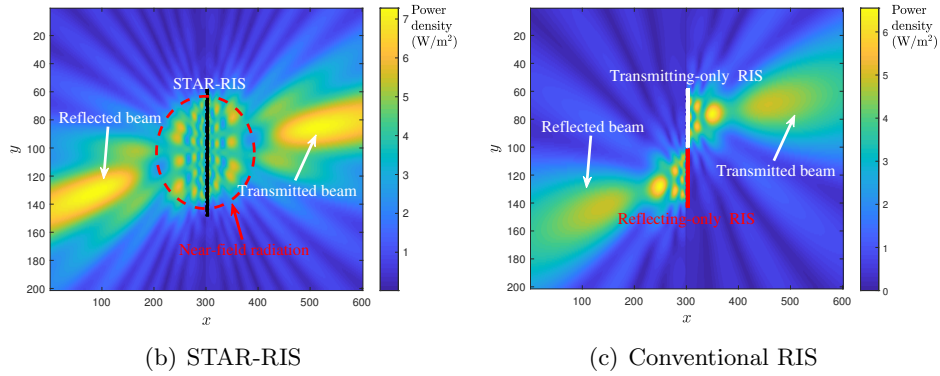 Power
density
(W/m²)
7
6
5
4
3
2
1
20
40
60
80
100
120
140
160
180
200
y
100
200
300
400
500
600
x
STAR-RIS
Reflected beam
Transmitted beam
Near-field radiation
(b) STAR-RIS
Power
density
(W/m²)
6
5
4
3
2
1
0
20
40
60
80
100
120
140
160
180
200
y
100
200
300
400
500
600
x
Transmitting-only RIS
Reflected beam
Transmitted beam
Reflecting-only RIS
(c) Conventional RIS